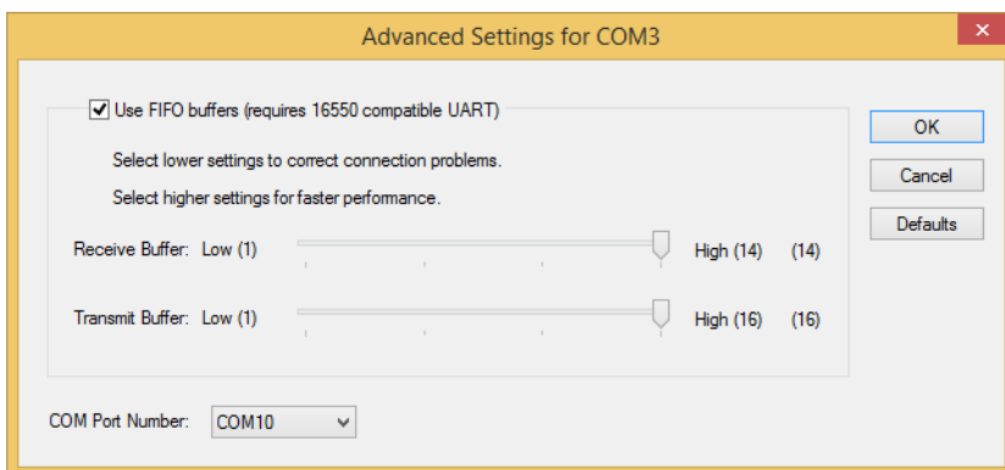 Advanced Settings for COM3
Use FIFO buffers (requires 16550 compatible UART)
OK
Select lower settings to correct connection problems.
Cancel
Select higher settings for faster performance.
Defaults
Receive Buffer: Low (1) High (14) (14)
Transmit Buffer: Low (1) High (16) (16)
COM Port Number: COM10